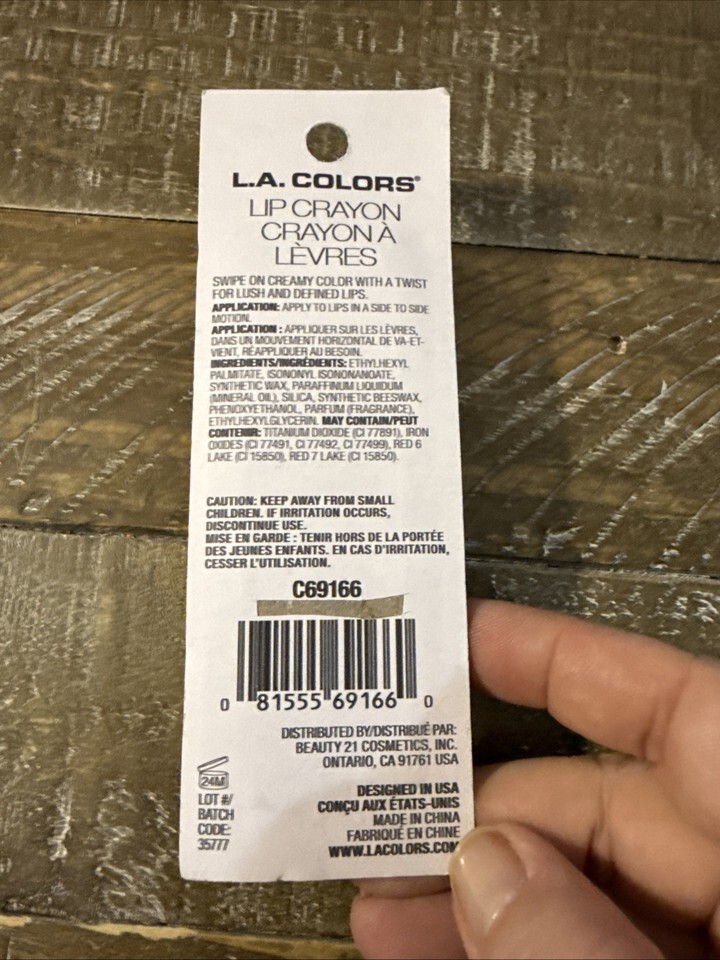 L.A. COLORS®
LIP CRAYON
CRAYON À
LÈVRES
SWIPE ON CREAMY COLOR WITH A TWIST
FOR LUSH AND DEFINED LIPS.
APPLICATION: APPLY TO LIPS IN A SIDE TO SIDE
MOTION.
APPLICATION : APPLIQUER SUR LES LÈVRES,
DANS UN MOUVEMENT HORIZONTAL DE VA-ET-
VIENT, RÉAPPLIQUER AU BESOIN.
INGREDIENTS/INGRÉDIENTS: ETHYLHEXYL
PALMITATE, ISONONYL ISONONANOATE,
SYNTHETIC WAX, PARAFFINUM LIQUIDUM
(MINERAL OIL), SILICA, SYNTHETIC BEESWAX,
PHENOXYETHANOL, PARFUM (FRAGRANCE),
ETHYLHEXYLGLYCERIN. MAY CONTAIN/PEUT
CONTENIR: TITANIUM DIOXIDE (CI 77891), IRON
OXIDES (CI 77491, CI 77492, CI 77499), RED 6
LAKE (CI 15850), RED 7 LAKE (CI 15850).
CAUTION: KEEP AWAY FROM SMALL
CHILDREN. IF IRRITATION OCCURS,
DISCONTINUE USE.
MISE EN GARDE : TENIR HORS DE LA PORTÉE
DES JEUNES ENFANTS. EN CAS D'IRRITATION,
CESSER L'UTILISATION.
C69166
0 81555 69166 0
DISTRIBUTED BY/DISTRIBUÉ PAR:
BEAUTY 21 COSMETICS, INC.
ONTARIO, CA 91761 USA
24M
LOT #/
BATCH
CODE:
35777
DESIGNED IN USA
CONÇU AUX ÉTATS-UNIS
MADE IN CHINA
FABRIQUÉ EN CHINE
WWW.LACOLORS.COM